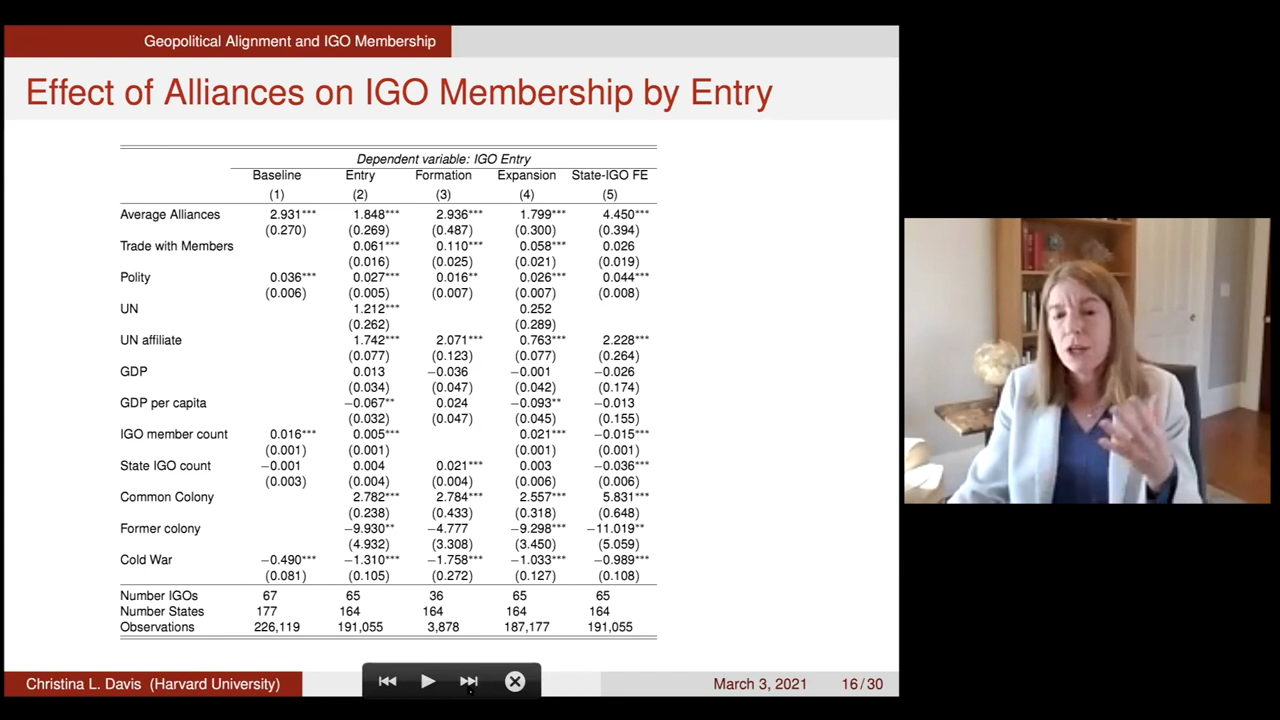 Geopolitical Alignment and IGO Membership
Effect of Alliances on IGO Membership by Entry
Dependent variable: IGO Entry
Baseline Entry Formation Expansion State-IGO FE
(1) (2) (3) (4) (5)
Average Alliances 2.931*** 1.848*** 2.936*** 1.799*** 4.450***
(0.270) (0.269) (0.487) (0.300) (0.394)
Trade with Members 0.061*** 0.110*** 0.058*** 0.026
(0.016) (0.025) (0.021) (0.019)
Polity 0.036*** 0.027*** 0.016** 0.026*** 0.044***
(0.006) (0.005) (0.007) (0.007) (0.008)
UN 1.212*** 0.252
(0.262) (0.289)
UN affiliate 1.742*** 2.071*** 0.763*** 2.228***
(0.077) (0.123) (0.077) (0.264)
GDP 0.013 −0.036 −0.001 −0.026
(0.034) (0.047) (0.042) (0.174)
GDP per capita −0.067** 0.024 −0.093** −0.013
(0.032) (0.047) (0.045) (0.155)
IGO member count 0.016*** 0.005*** 0.021*** −0.015***
(0.001) (0.001) (0.001) (0.001)
State IGO count −0.001 0.004 0.021*** 0.003 −0.036***
(0.003) (0.004) (0.004) (0.006) (0.006)
Common Colony 2.782*** 2.784*** 2.557*** 5.831***
(0.238) (0.433) (0.318) (0.648)
Former colony −9.930** −4.777 −9.298*** −11.019**
(4.932) (3.308) (3.450) (5.059)
Cold War −0.490*** −1.310*** −1.758*** −1.033*** −0.989***
(0.081) (0.105) (0.272) (0.127) (0.108)
Number IGOs 67 65 36 65 65
Number States 177 164 164 164 164
Observations 226,119 191,055 3,878 187,177 191,055
Christina L. Davis (Harvard University) March 3, 2021 16/30